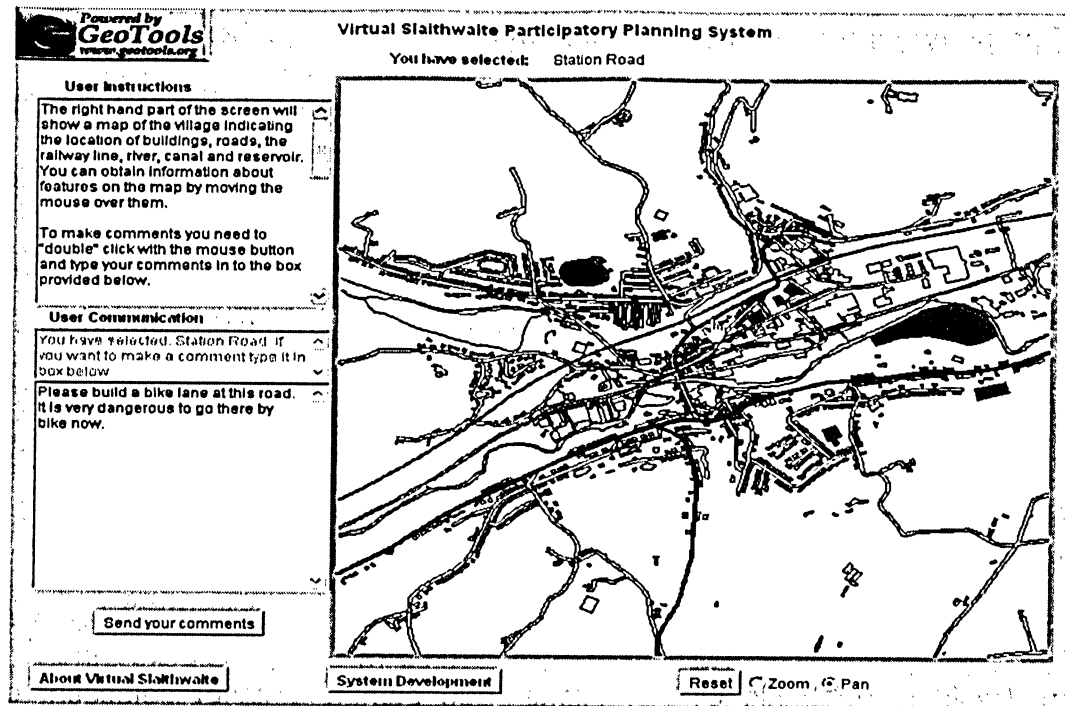 Powered by
GeoTools
www.geotools.org
Virtual Slaithwaite Participatory Planning System
You have selected: Station Road
User Instructions
The right hand part of the screen will
show a map of the village indicating
the location of buildings, roads, the
railway line, river, canal and reservoir.
You can obtain information about
features on the map by moving the
mouse over them.
To make comments you need to
"double" click with the mouse button
and type your comments in to the box
provided below.
User Communication
You have selected: Station Road. If
you want to make a comment type it in
box below
Please build a bike lane at this road.
It is very dangerous to go there by
bike now.
Send your comments
About Virtual Slaithwaite
System Development
Reset Zoom Pan